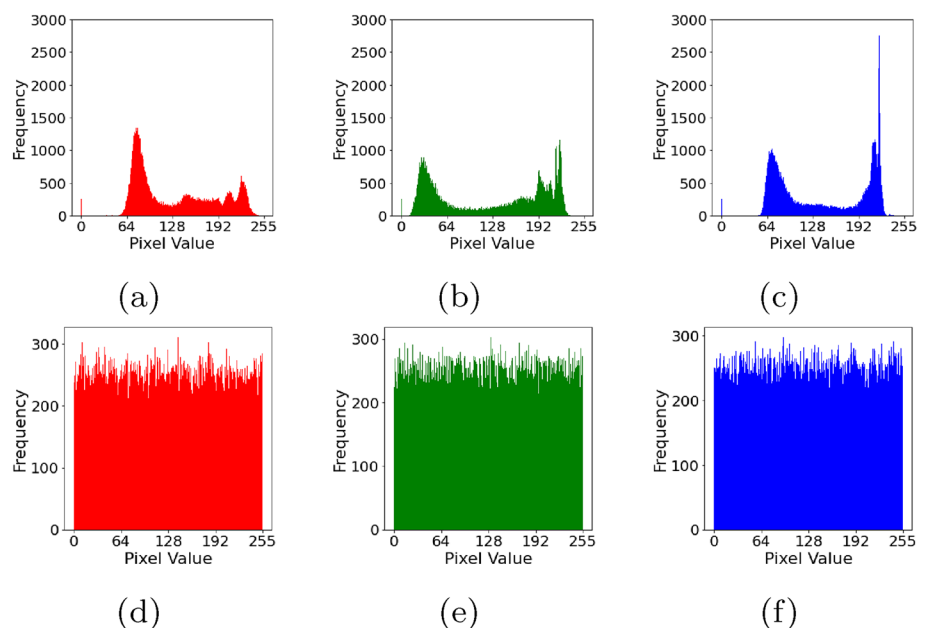 3000 3000 3000
2500 2500 2500
2000 2000 2000
1500 1500 1500
1000 1000 1000
500 500 500
0 0 0
Frequency Frequency Frequency
0 64 128 192 255 0 64 128 192 255 0 64 128 192 255
Pixel Value Pixel Value Pixel Value
(a) (b) (c)
300 300 300
200 200 200
100 100 100
0 0 0
Frequency Frequency Frequency
0 64 128 192 255 0 64 128 192 255 0 64 128 192 255
Pixel Value Pixel Value Pixel Value
(d) (e) (f)